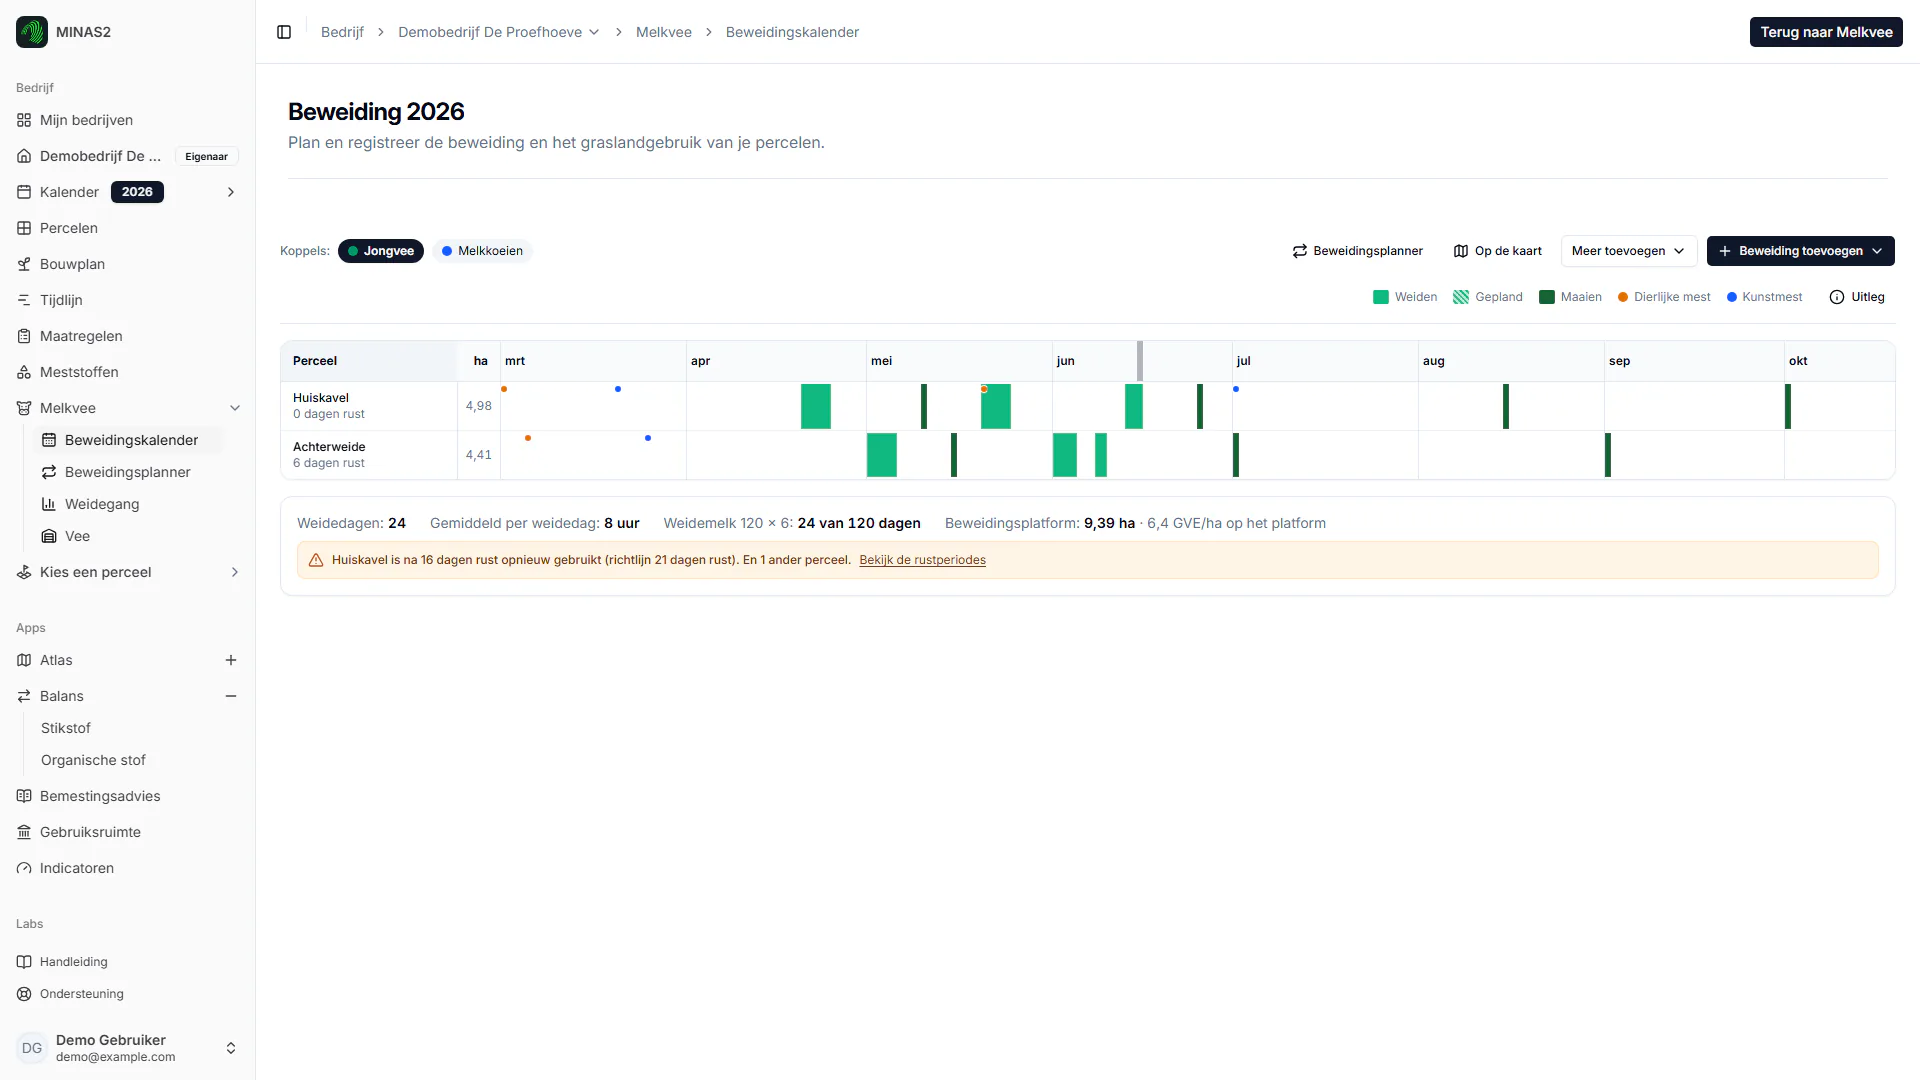 MINAS2
Bedrijf
Mijn bedrijven
Demobedrijf De ... Eigenaar
Kalender 2026
Percelen
Bouwplan
Tijdlijn
Maatregelen
Meststoffen
Melkvee
Beweidingskalender
Beweidingsplanner
Weidegang
Vee
Kies een perceel
Apps
Atlas
Balans
Stikstof
Organische stof
Bemestingsadvies
Gebruiksruimte
Indicatoren
Labs
Handleiding
Ondersteuning
DG Demo Gebruiker
demo@example.com
Bedrijf Demobedrijf De Proefhoeve Melkvee Beweidingskalender Terug naar Melkvee
Beweiding 2026
Plan en registreer de beweiding en het graslandgebruik van je percelen.
Koppels: Jongvee Melkkoeien Beweidingsplanner Op de kaart Meer toevoegen Beweiding toevoegen
Weiden Gepland Maaien Dierlijke mest Kunstmest Uitleg
Perceel ha mrt apr mei jun jul aug sep okt
Huiskavel
0 dagen rust 4,98
Achterweide
6 dagen rust 4,41
Weidedagen: 24 Gemiddeld per weidedag: 8 uur Weidemelk 120 × 6: 24 van 120 dagen Beweidingsplatform: 9,39 ha · 6,4 GVE/ha op het platform
Huiskavel is na 16 dagen rust opnieuw gebruikt (richtlijn 21 dagen rust). En 1 ander perceel. Bekijk de rustperiodes